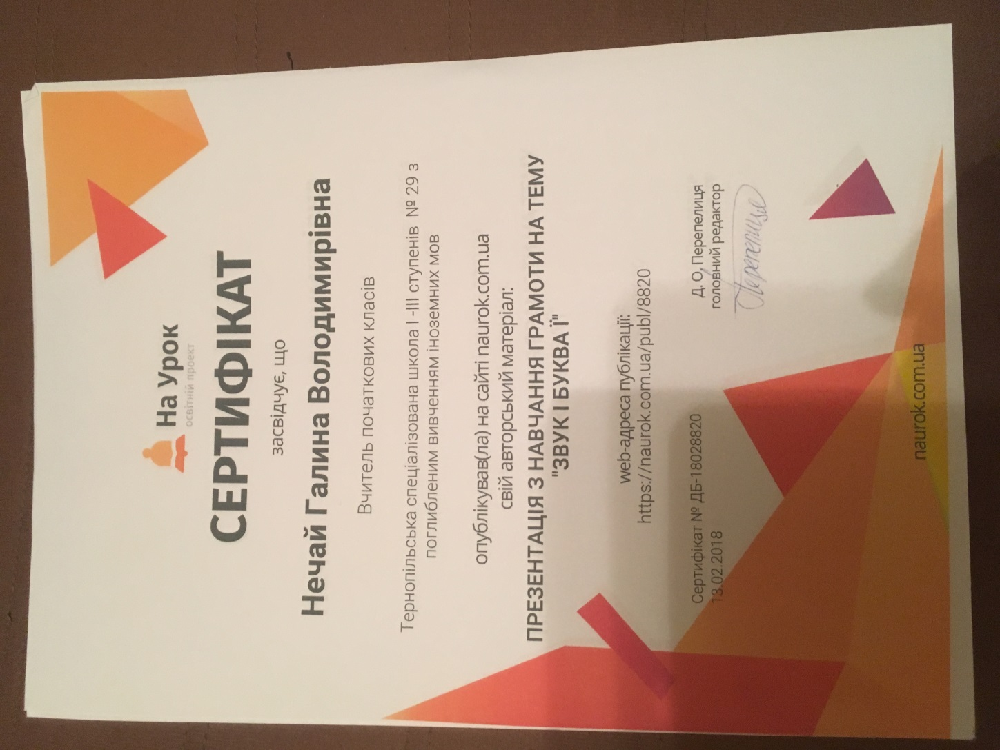 На Урок
освітній проект
СЕРТИФІКАТ
засвідчує, що
Нечай Галина Володимирівна
Вчитель початкових класів
Тернопільська спеціалізована школа І -ІІІ ступенів № 29 з
поглибленим вивченням іноземних мов
опублікував(ла) на сайті naurok.com.ua
свій авторський матеріал:
ПРЕЗЕНТАЦІЯ З НАВЧАННЯ ГРАМОТИ НА ТЕМУ
"ЗВУК І БУКВА Ї"
web-адреса публікації:
https://naurok.com.ua/publ/8820
Сертифікат № ДБ-18028820
13.02.2018
Д. О. Перепелиця
головний редактор
Перепелиця
naurok.com.ua